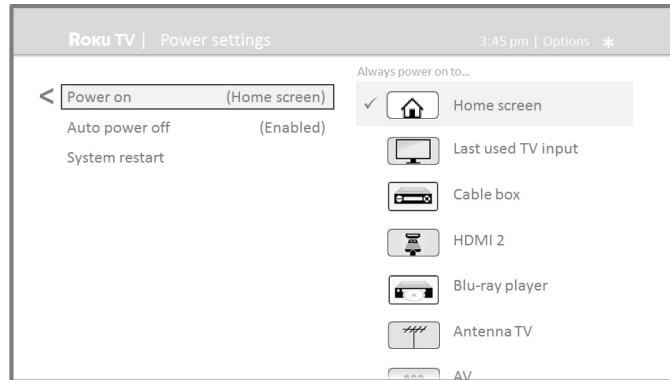 ROKU TV | Power settings
3:45 pm | Options *
Always power on to...
< Power on (Home screen)
Auto power off (Enabled)
System restart
✓ Home screen
Last used TV input
Cable box
HDMI 2
Blu-ray player
Antenna TV
AV